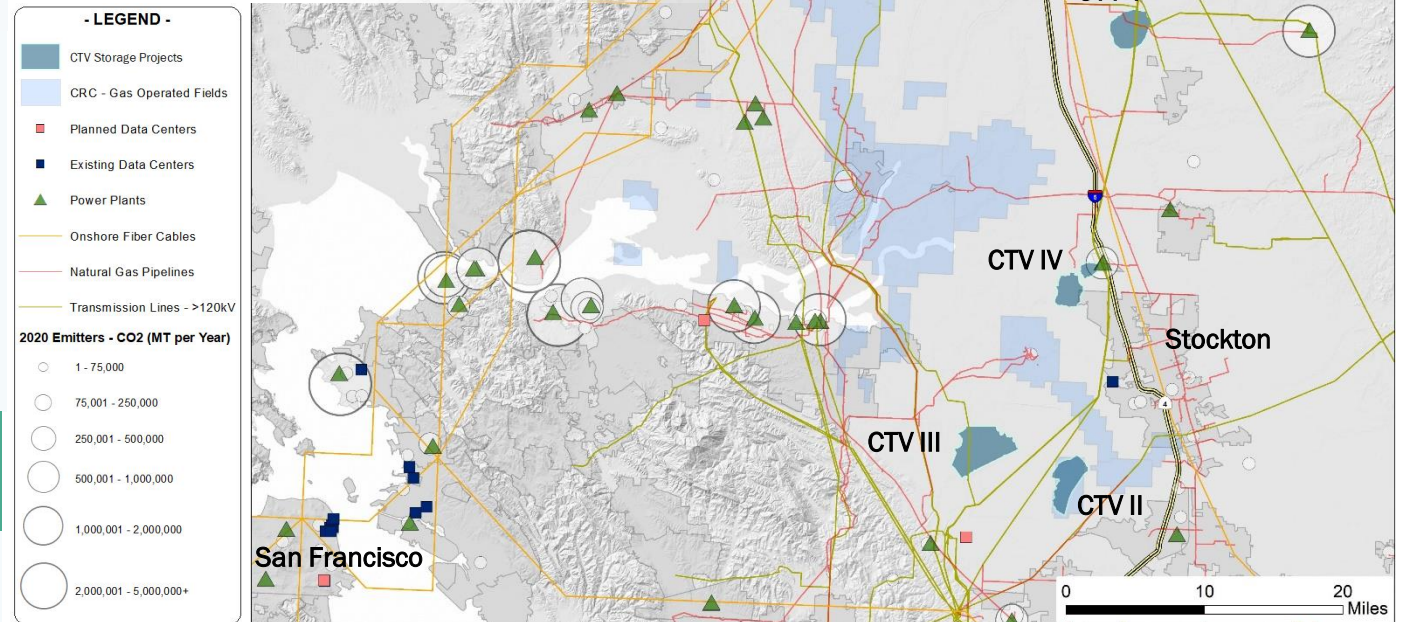 - LEGEND -
CTV Storage Projects
CRC - Gas Operated Fields
Planned Data Centers
Existing Data Centers
Power Plants
Onshore Fiber Cables
Natural Gas Pipelines
Transmission Lines - >120kV
2020 Emitters - CO2 (MT per Year)
1 - 75,000
75,001 - 250,000
250,001 - 500,000
500,001 - 1,000,000
1,000,001 - 2,000,000
2,000,001 - 5,000,000+
CTV IV
Stockton
4
CTV III
CTV II
San Francisco
0 10 20
Miles